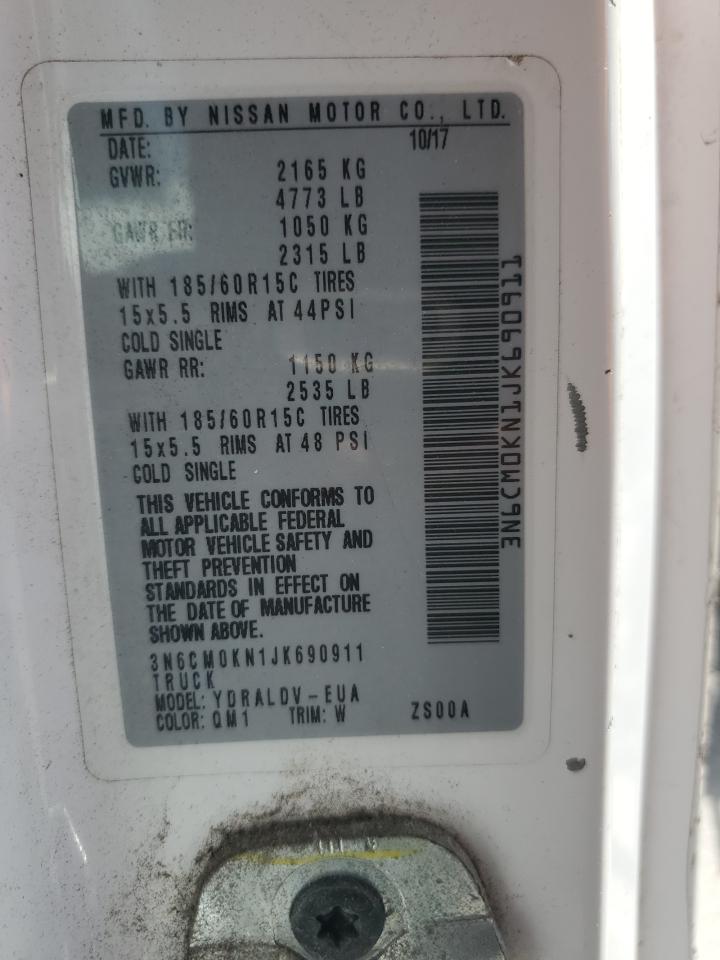 MFD. BY NISSAN MOTOR CO., LTD.
DATE: 10/17
GVWR: 2165 KG
4773 LB
GAWR FR: 1050 KG
2315 LB
WITH 185/60R15C TIRES
15x5.5 RIMS AT 44PSI
COLD SINGLE
GAWR RR: 1150 KG
2535 LB
WITH 185/60R15C TIRES
15x5.5 RIMS AT 48 PSI
COLD SINGLE
THIS VEHICLE CONFORMS TO
ALL APPLICABLE FEDERAL
MOTOR VEHICLE SAFETY AND
THEFT PREVENTION
STANDARDS IN EFFECT ON
THE DATE OF MANUFACTURE
SHOWN ABOVE.
3N6CM0KN1JK690911
TRUCK
MODEL: YDRALDV-EUA
COLOR: QM1 TRIM: W ZS00A
3N6CM0KN1JK690911